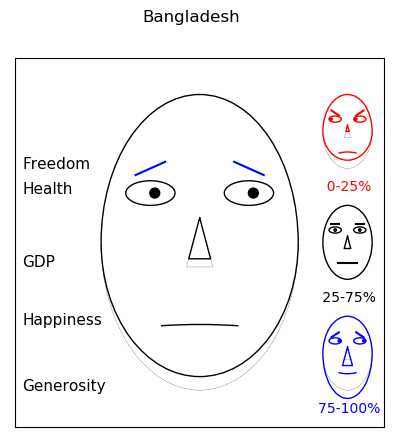 Bangladesh
Freedom
Health
GDP
Happiness
Generosity
0-25%
25-75%
75-100%